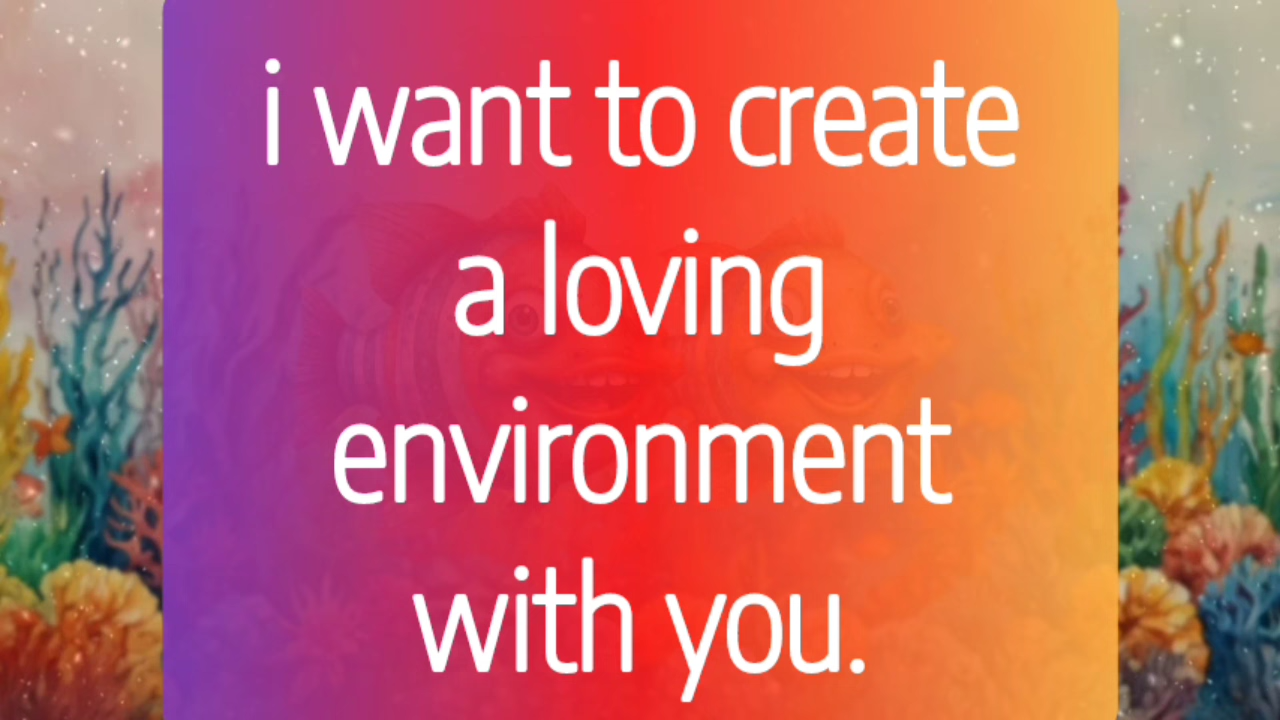 i want to create
a loving
environment
with you.